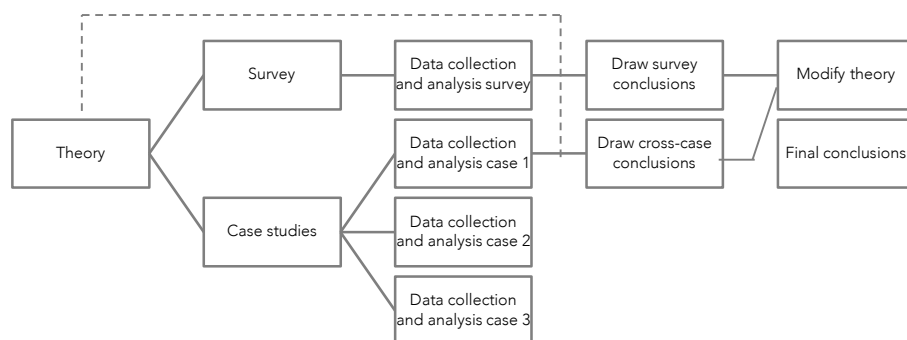 Theory
Survey
Case studies
Data collection
and analysis survey
Data collection
and analysis case 1
Data collection
and analysis case 2
Data collection
and analysis case 3
Draw survey
conclusions
Draw cross-case
conclusions
Modify theory
Final conclusions